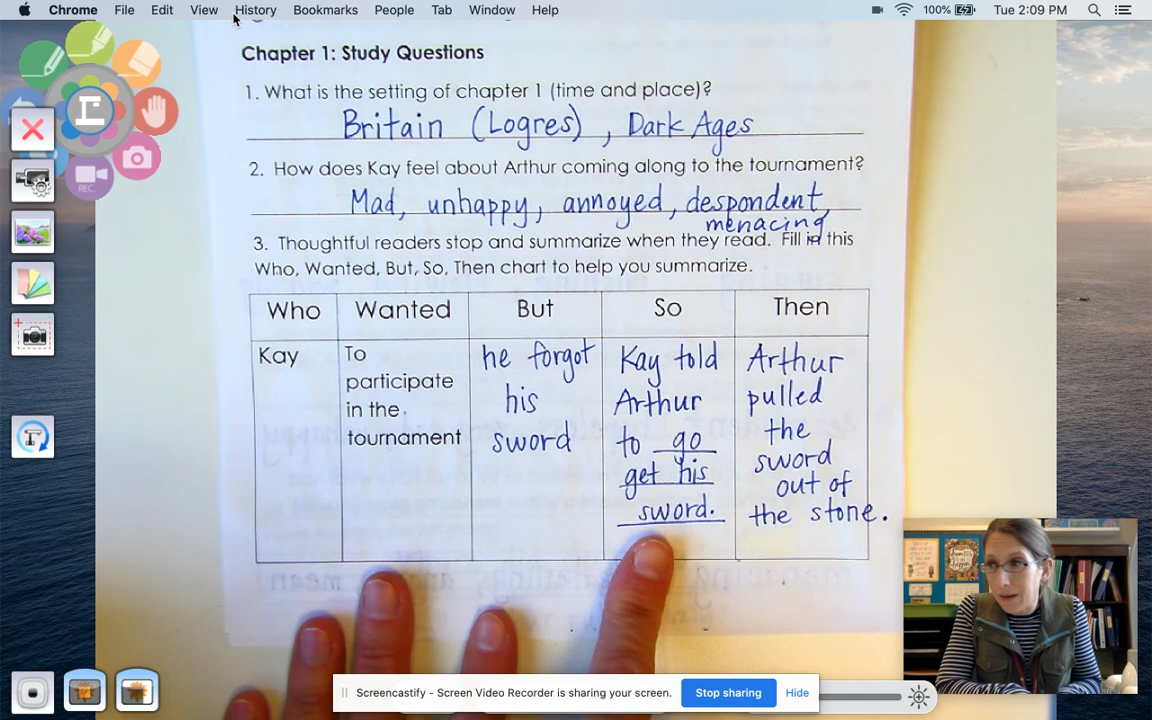 Chrome File Edit View History Bookmarks People Tab Window Help 100% Tue 2:09 PM
Chapter 1: Study Questions
1. What is the setting of chapter 1 (time and place)?
Britain (Logres), Dark Ages
2. How does Kay feel about Arthur coming along to the tournament?
Mad, unhappy, annoyed, despondent,
menacing
3. Thoughtful readers stop and summarize when they read. Fill in this
Who, Wanted, But, So, Then chart to help you summarize.
Who Wanted But So Then
Kay To he forgot Kay told Arthur
participate his Arthur pulled
in the sword to go the
tournament get his sword
sword. out of
the stone.
REC
Screencastify - Screen Video Recorder is sharing your screen. Stop sharing Hide